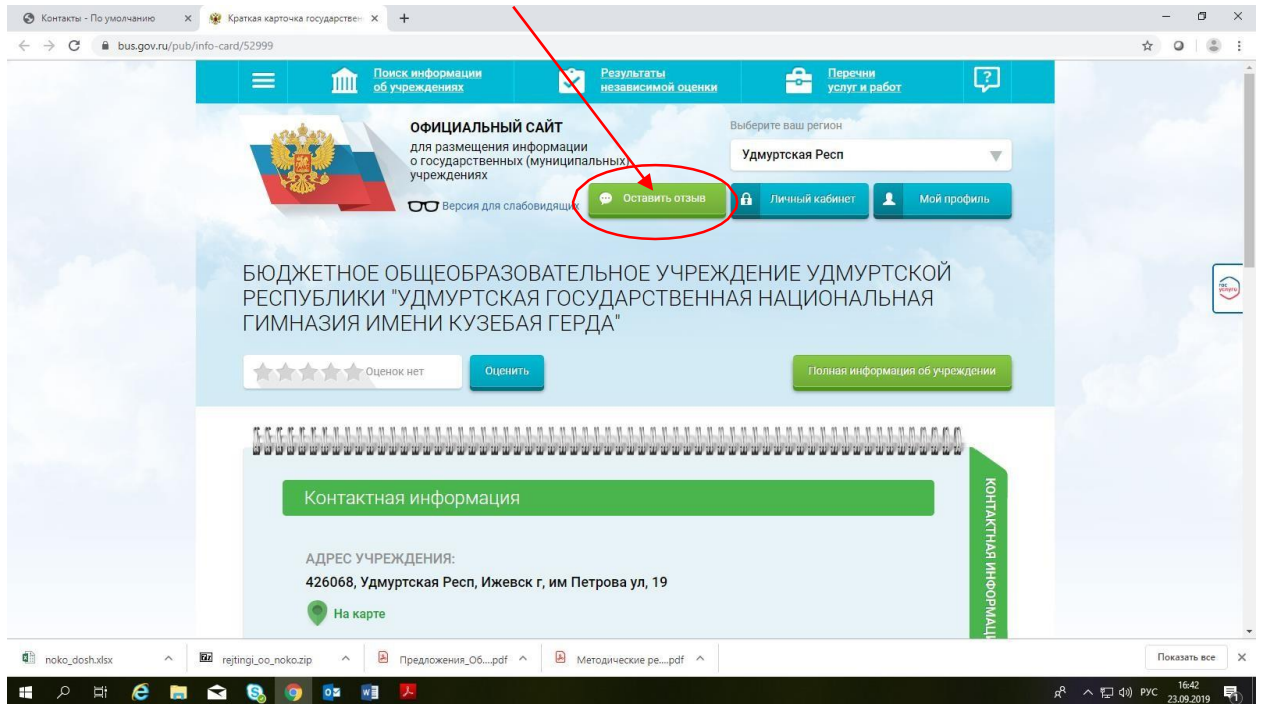 Контакты - По умолчанию
Краткая карточка государствен
bus.gov.ru/pub/info-card/52999
Поиск информации
об учреждениях
Результаты
независимой оценки
Перечни
услуг и работ
ОФИЦИАЛЬНЫЙ САЙТ
для размещения информации
о государственных (муниципальных)
учреждениях
Версия для слабовидящих
Выберите ваш регион
Удмуртская Респ
Оставить отзыв
Личный кабинет
Мой профиль
БЮДЖЕТНОЕ ОБЩЕОБРАЗОВАТЕЛЬНОЕ УЧРЕЖДЕНИЕ УДМУРТСКОЙ
РЕСПУБЛИКИ "УДМУРТСКАЯ ГОСУДАРСТВЕННАЯ НАЦИОНАЛЬНАЯ
ГИМНАЗИЯ ИМЕНИ КУЗЕБАЯ ГЕРДА"
Оценок нет
Оценить
Полная информация об учреждении
Контактная информация
КОНТАКТНАЯ ИНФОРМАЦИ
АДРЕС УЧРЕЖДЕНИЯ:
426068, Удмуртская Респ, Ижевск г, им Петрова ул, 19
На карте
noko_dosh.xlsx
rejtingi_oo_noko.zip
Предложения_Об....pdf
Методические ре....pdf
Показать все
РУС
16:42
23.09.2019